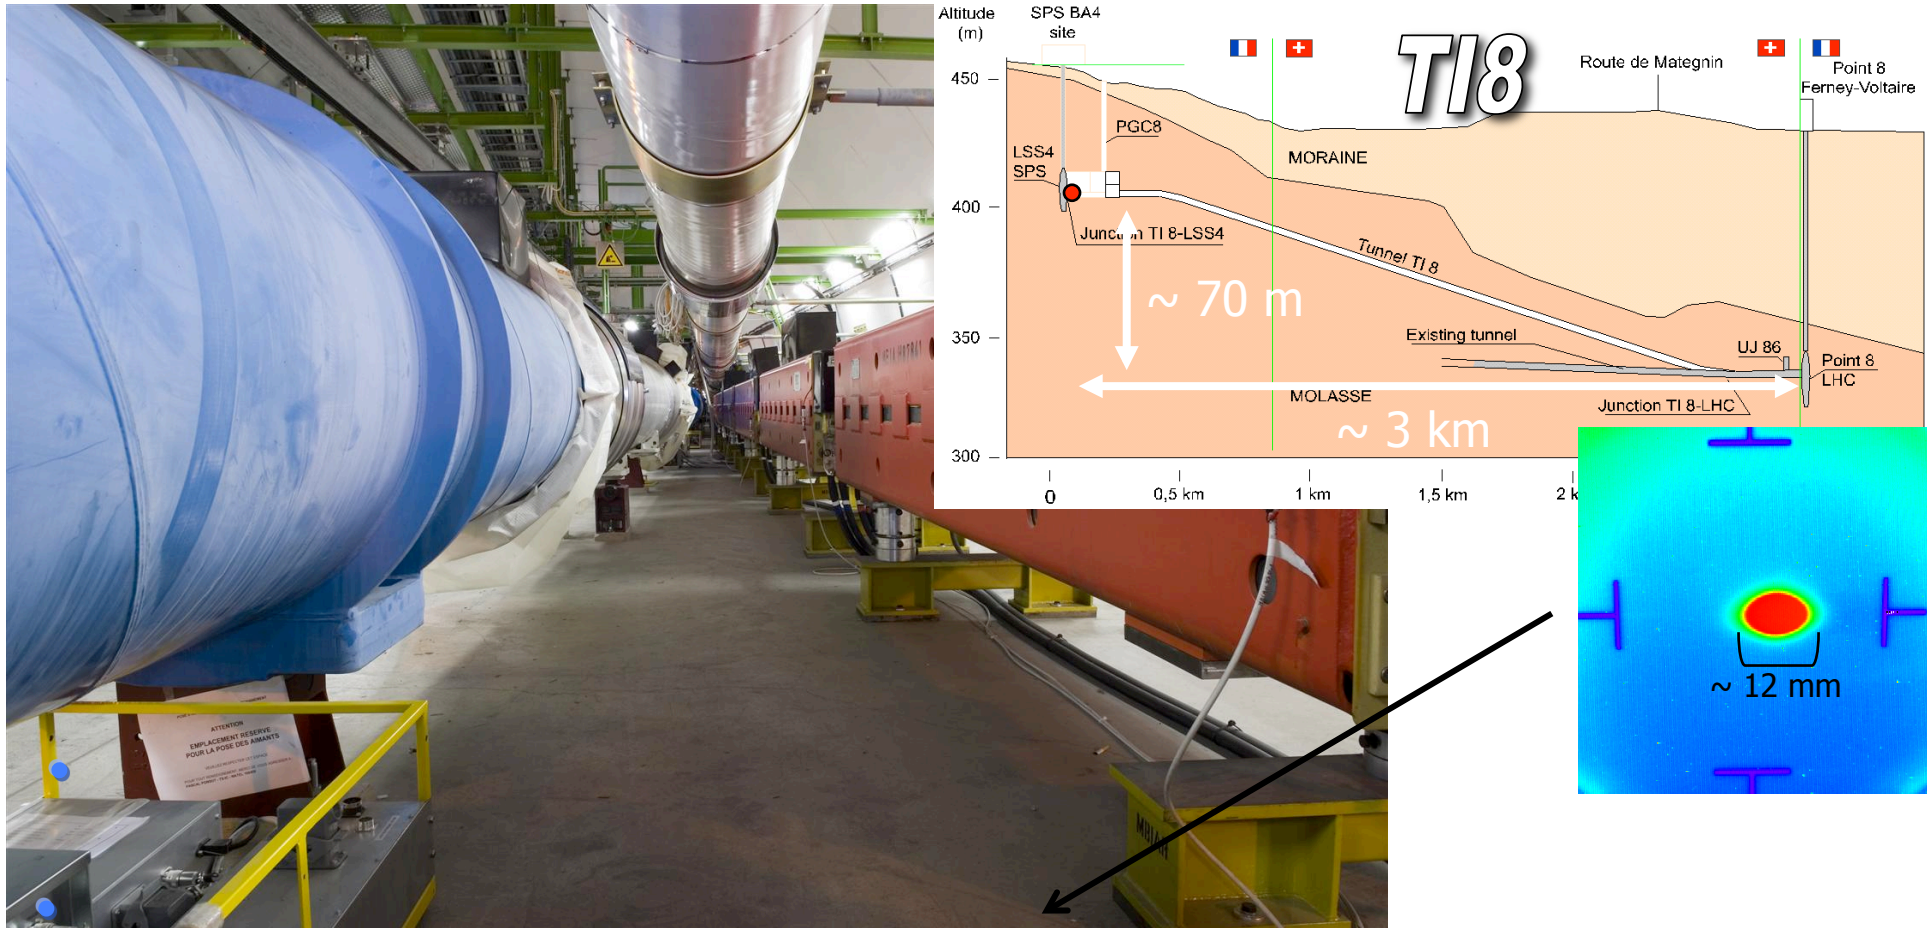 Altitude
(m)
SPS BA4
site
TI8
Route de Mategnin
Point 8
Ferney-Voltaire
450
PGC8
MORAINE
LSS4
SPS
400
Junction TI 8-LSS4
Tunnel TI 8
~ 70 m
350
Existing tunnel
UJ 86
Point 8
LHC
MOLASSE
Junction TI 8-LHC
~ 3 km
300
0
0,5 km
1 km
1,5 km
2 k
~ 12 mm
ATTENTION
EMPLACEMENT RESERVE
POUR LA POSE DES AIMANTS
MBIAH